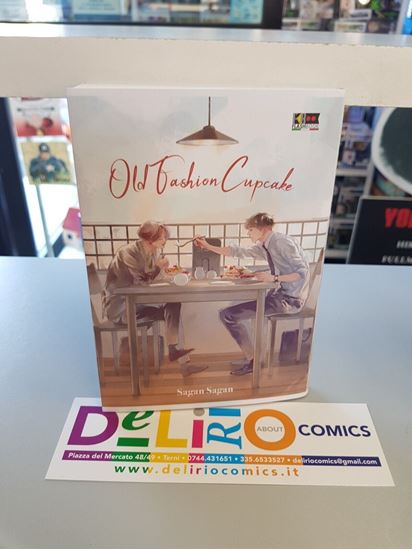 Old Fashion Cupcake
Sagan Sagan
DeLiRiO
ABOUT
COMICS
Piazza del Mercato 48/49 • Terni • 0744.431651 • 335.6533527 • deliriocomics@gmail.com
www.deliriocomics.it